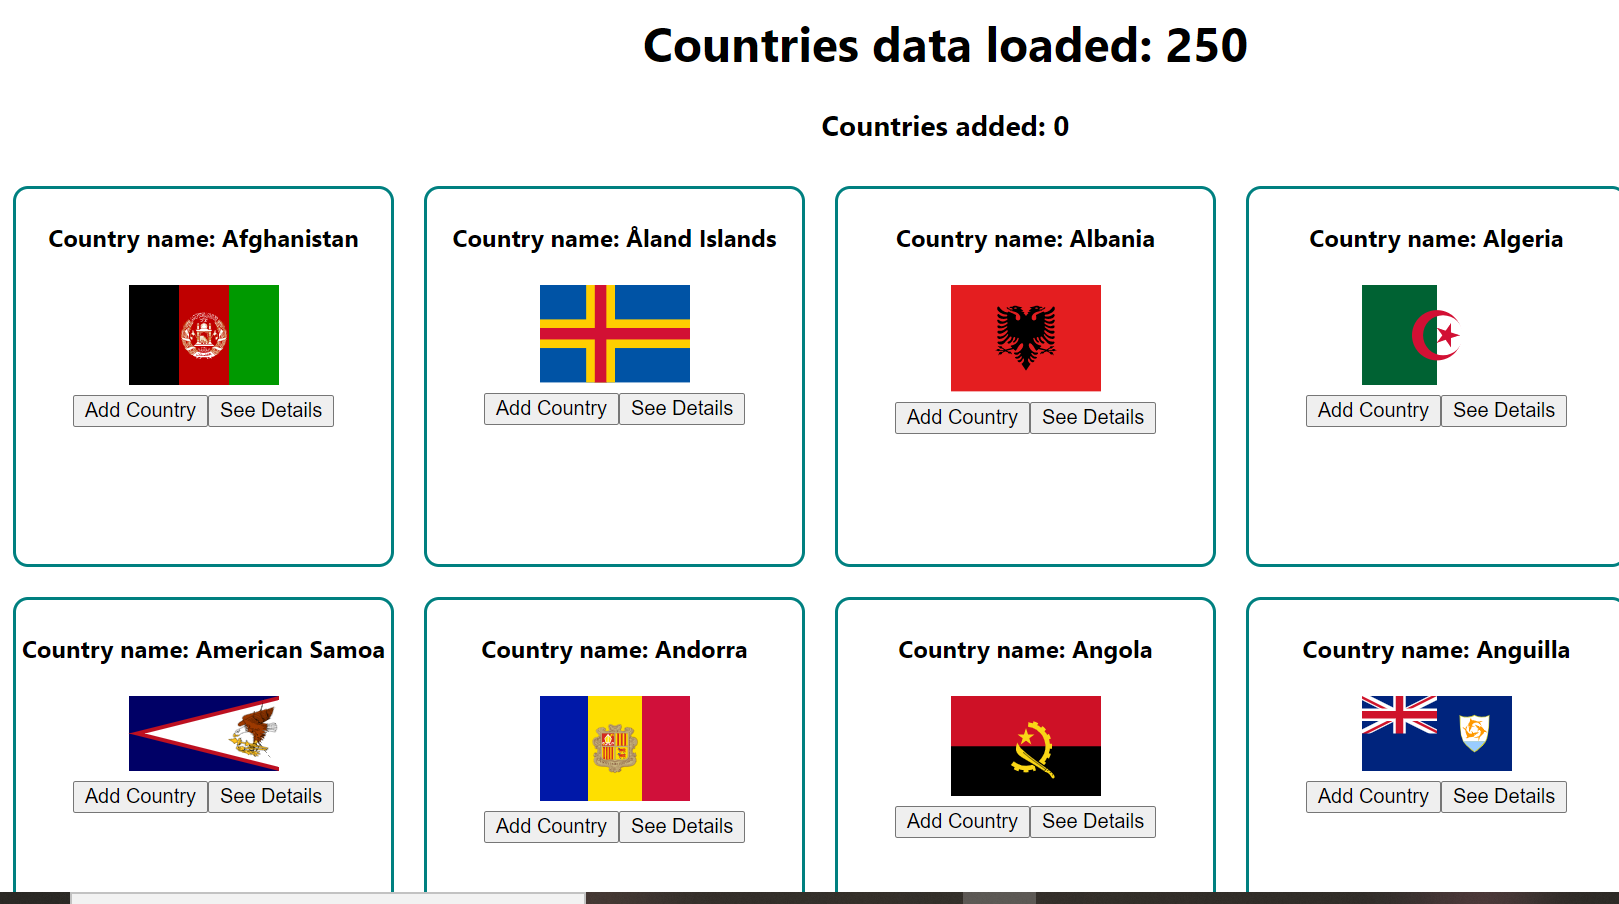 Countries data loaded: 250
Countries added: 0
Country name: Afghanistan
Add Country See Details
Country name: Åland Islands
Add Country See Details
Country name: Albania
Add Country See Details
Country name: Algeria
Add Country See Details
Country name: American Samoa
Add Country See Details
Country name: Andorra
Add Country See Details
Country name: Angola
Add Country See Details
Country name: Anguilla
Add Country See Details